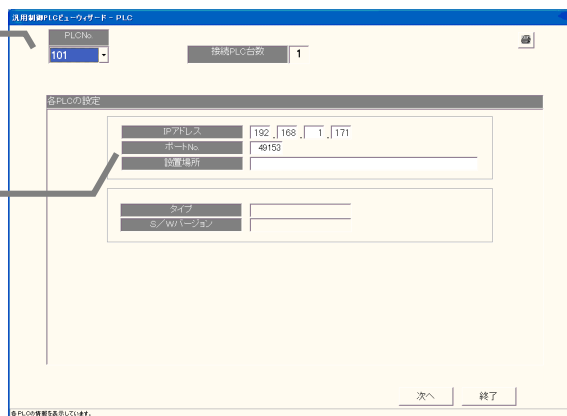 汎用制御PLCビューウィザード - PLC
PLCNo.
101
接続PLC台数 1
各PLCの設定
IPアドレス 192 . 168 . 1 . 171
ポートNo. 49153
設置場所
タイプ
S／Wバージョン
次へ 終了
各PLCの情報を表示しています。